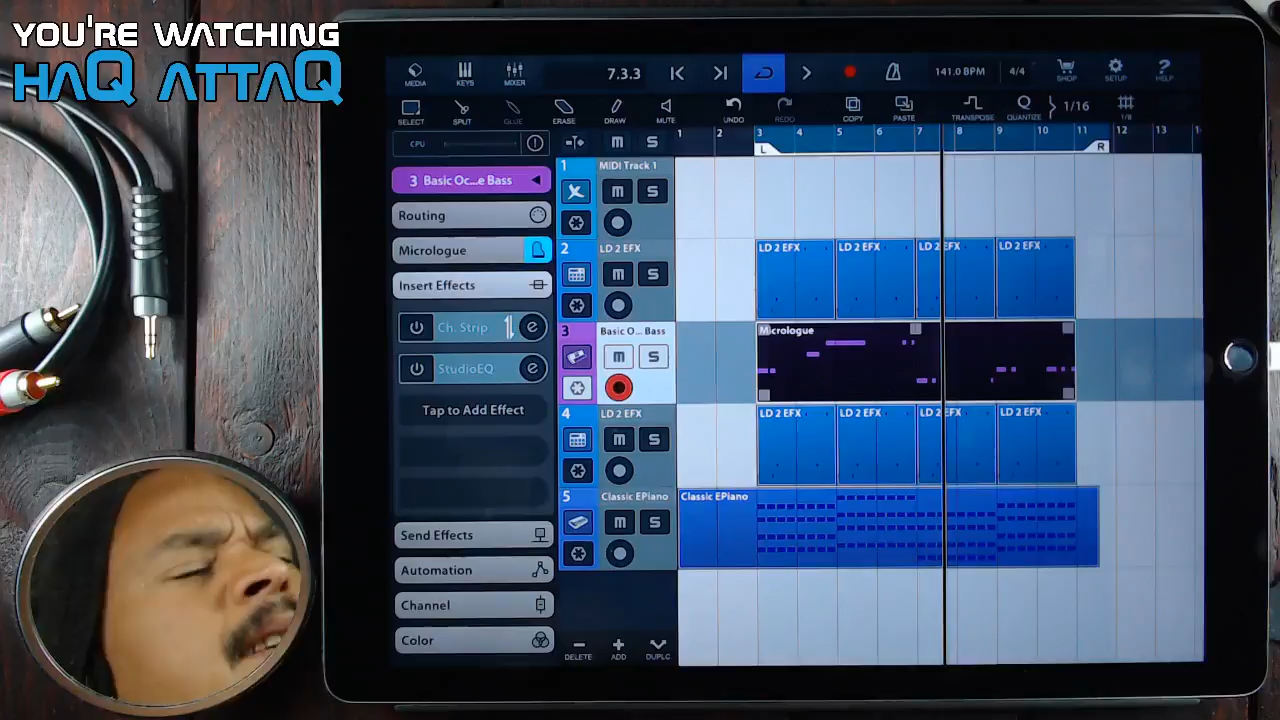 YOU'RE WATCHING
HAQ ATTAQ
MEDIA
KEYS
MIXER
7.3.3
141.0 BPM
4/4
SHOP
SETUP
HELP
SELECT
SPLIT
GLUE
ERASE
DRAW
MUTE
UNDO
REDO
COPY
PASTE
TRANSPOSE
QUANTIZE
1/16
1/8
CPU
M S
1 2 3 4 5 6 7 8 9 10 11 12 13
L R
3 Basic Oc...e Bass
Routing
Micrologue
Insert Effects
Ch. Strip e
StudioEQ e
Tap to Add Effect
Send Effects
Automation
Channel
Color
1 MIDI Track 1
M S
2 LD 2 EFX
M S
LD 2 EFX LD 2 EFX LD 2 EFX LD 2 EFX
3 Basic O... Bass
M S
Micrologue
4 LD 2 EFX
M S
LD 2 EFX LD 2 EFX LD 2 EFX LD 2 EFX
5 Classic EPiano
M S
Classic EPiano
DELETE
ADD
DUPLC